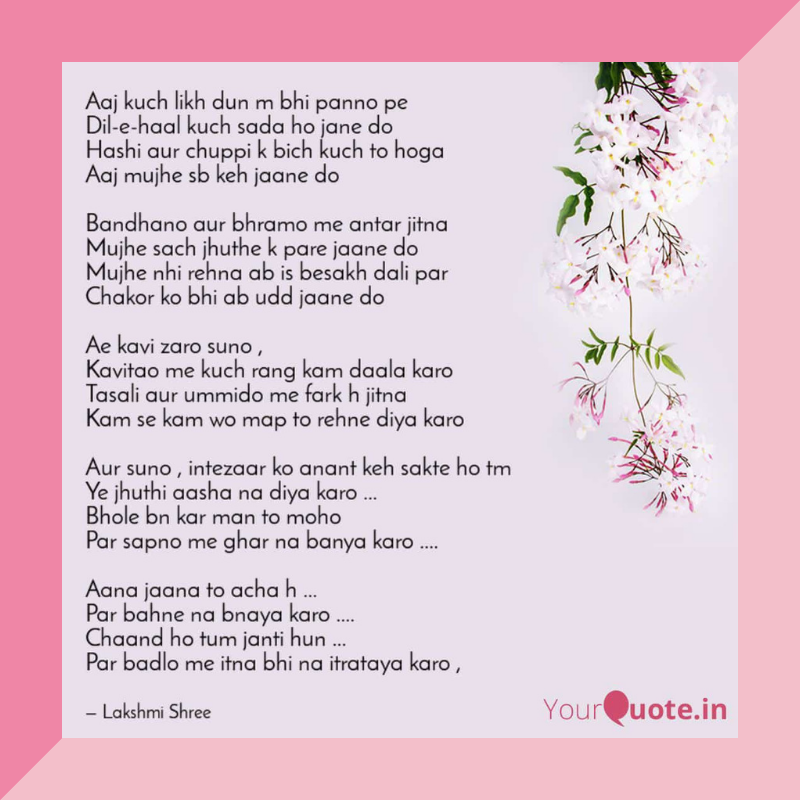 Aaj kuch likh dun m bhi panno pe
Dil-e-haal kuch sada ho jane do
Hashi aur chuppi k bich kuch to hoga
Aaj mujhe sb keh jaane do
Bandhano aur bhramo me antar jitna
Mujhe sach jhuthe k pare jaane do
Mujhe nhi rehna ab is besakh dali par
Chakor ko bhi ab udd jaane do
Ae kavi zaro suno ,
Kavitao me kuch rang kam daala karo
Tasali aur ummido me fark h jitna
Kam se kam wo map to rehne diya karo
Aur suno , intezaar ko anant keh sakte ho tm
Ye jhuthi aasha na diya karo ...
Bhole bn kar man to moho
Par sapno me ghar na banya karo ....
Aana jaana to acha h ...
Par bahne na bnaya karo ....
Chaand ho tum janti hun ...
Par badlo me itna bhi na itrataya karo ,
– Lakshmi Shree
YourQuote.in